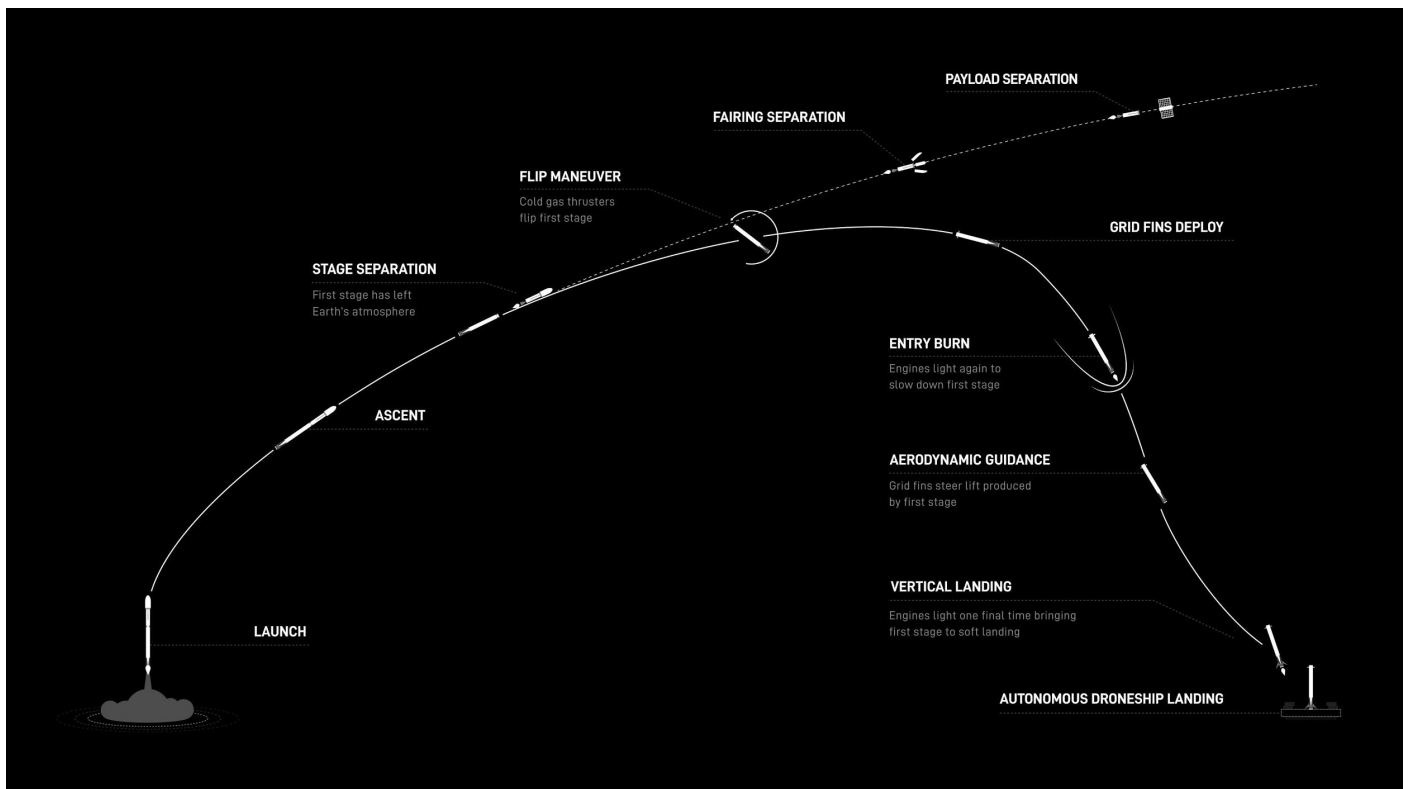 PAYLOAD SEPARATION
FAIRING SEPARATION
FLIP MANEUVER
Cold gas thrusters
flip first stage
GRID FINS DEPLOY
STAGE SEPARATION
First stage has left
Earth's atmosphere
ENTRY BURN
Engines light again to
slow down first stage
ASCENT
AERODYNAMIC GUIDANCE
Grid fins steer lift produced
by first stage
VERTICAL LANDING
Engines light one final time bringing
first stage to soft landing
LAUNCH
AUTONOMOUS DRONESHIP LANDING